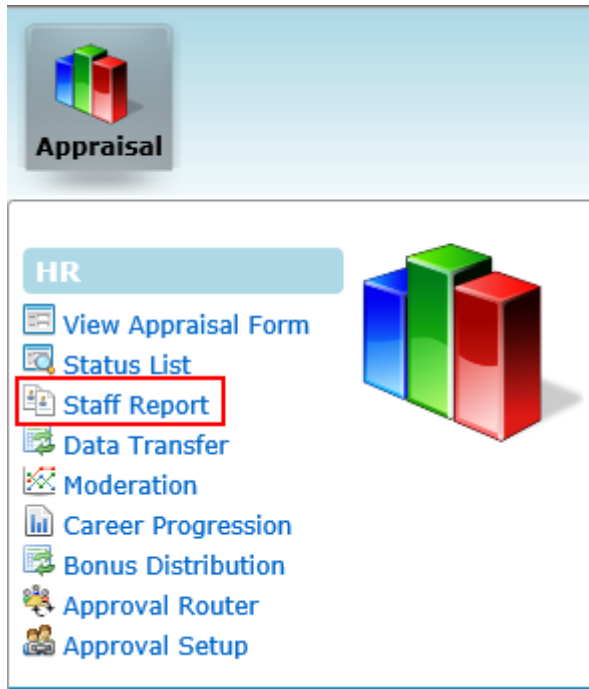 Appraisal
HR
View Appraisal Form
Status List
Staff Report
Data Transfer
Moderation
Career Progression
Bonus Distribution
Approval Router
Approval Setup